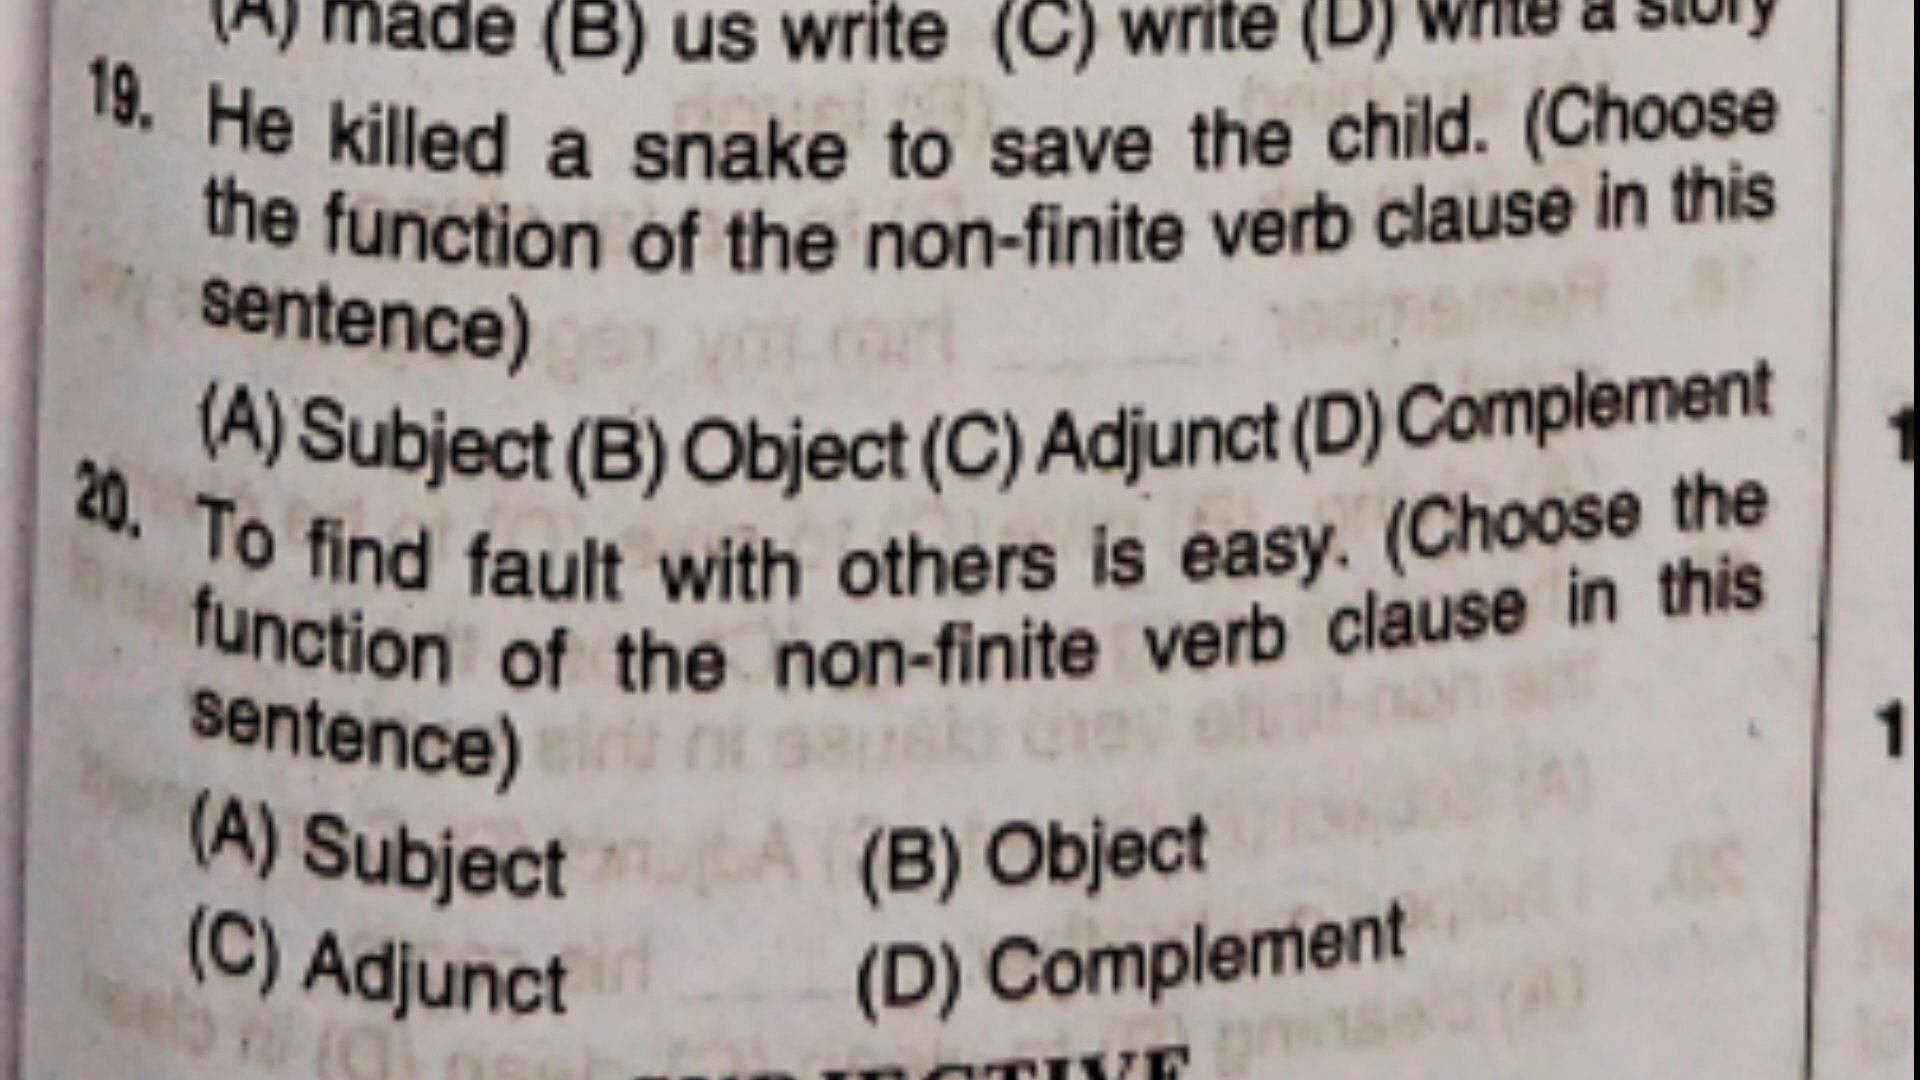 (A) made (B) us write (C) write (D) write a story
19. He killed a snake to save the child. (Choose
the function of the non-finite verb clause in this
sentence)
(A) Subject (B) Object (C) Adjunct (D) Complement
20. To find fault with others is easy. (Choose the
function of the non-finite verb clause in this
sentence)
(A) Subject (B) Object
(C) Adjunct (D) Complement